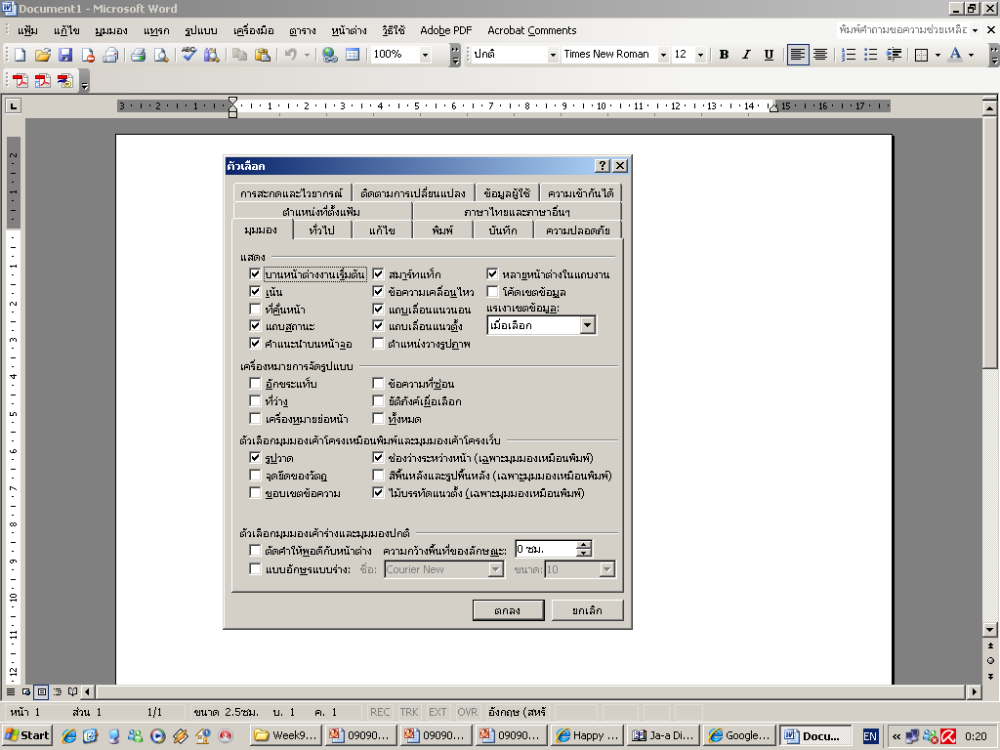 Document1 - Microsoft Word
แฟ้ม แก้ไข มุมมอง แทรก รูปแบบ เครื่องมือ ตาราง หน้าต่าง วิธีใช้ Adobe PDF Acrobat Comments พิมพ์คำถามขอความช่วยเหลือ
100% ปกติ Times New Roman 12 B I U A
3 2 1 1 2 3 4 5 6 7 8 9 10 11 12 13 14 15 16 17
ตัวเลือก
การสะกดและไวยากรณ์ ติดตามการเปลี่ยนแปลง ข้อมูลผู้ใช้ ความเข้ากันได้
ตำแหน่งที่ตั้งแฟ้ม ภาษาไทยและภาษาอื่นๆ
มุมมอง ทั่วไป แก้ไข พิมพ์ บันทึก ความปลอดภัย
แสดง
บานหน้าต่างงานเริ่มต้น สมาร์ทแท็ก หลายหน้าต่างในแถบงาน
เน้น ข้อความเคลื่อนไหว โค้ดเขตข้อมูล
ที่คั่นหน้า แถบเลื่อนแนวนอน แรเงาเขตข้อมูล:
แถบสถานะ แถบเลื่อนแนวตั้ง เมื่อเลือก
คำแนะนำบนหน้าจอ ตำแหน่งวางรูปภาพ
เครื่องหมายการจัดรูปแบบ
อักขระแท็บ ข้อความที่ซ่อน
ที่ว่าง ยัติภังค์เผื่อเลือก
เครื่องหมายย่อหน้า ทั้งหมด
ตัวเลือกมุมมองเค้าโครงเหมือนพิมพ์และมุมมองเค้าโครงเว็บ
รูปวาด ช่องว่างระหว่างหน้า (เฉพาะมุมมองเหมือนพิมพ์)
จุดยึดของวัตถุ สีพื้นหลังและรูปพื้นหลัง (เฉพาะมุมมองเหมือนพิมพ์)
ขอบเขตข้อความ ไม้บรรทัดแนวตั้ง (เฉพาะมุมมองเหมือนพิมพ์)
ตัวเลือกมุมมองเค้าร่างและมุมมองปกติ
ตัดคำให้พอดีกับหน้าต่าง ความกว้างพื้นที่ของลักษณะ: 0 ซม.
แบบอักษรแบบร่าง: ชื่อ: Courier New ขนาด: 10
ตกลง ยกเลิก
หน้า 1 ส่วน 1 1/1 ขนาด 2.5ซม. บ. 1 ค. 1 REC TRK EXT OVR อังกฤษ (สหรั
Start Week9... 09090... 09090... 09090... Happy ... Ja-a Di... Google... Docu... EN 0:20